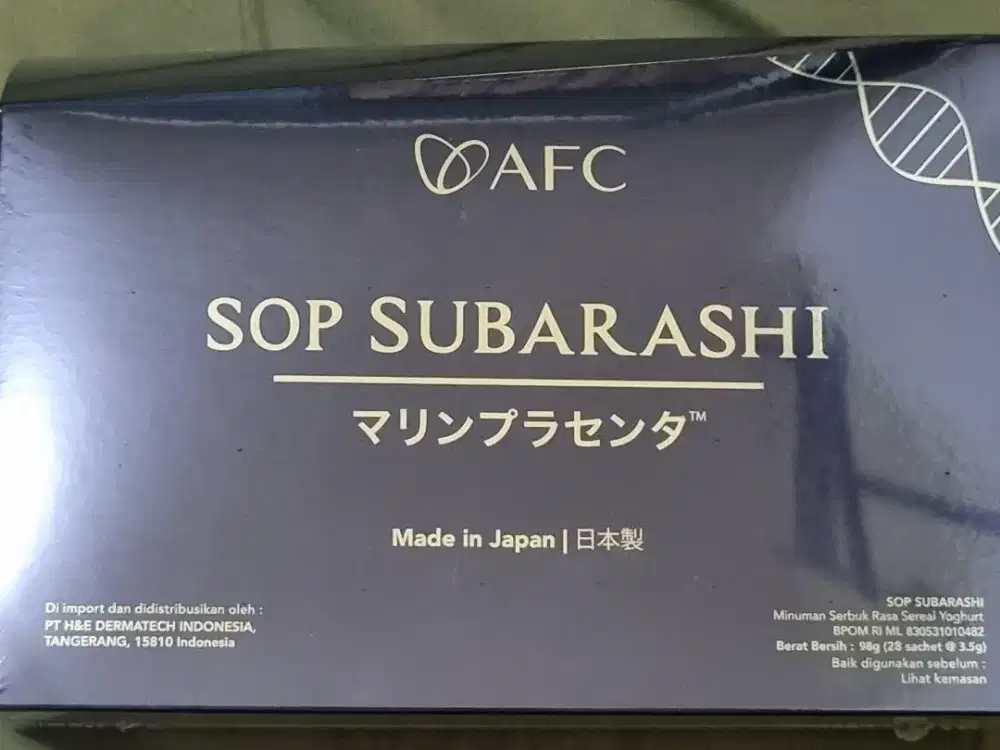 AFC
SOP SUBARASHI
マリンプラセンタ™
Made in Japan | 日本製
Di import dan didistribusikan oleh :
PT H&E DERMATECH INDONESIA,
TANGERANG, 15810 Indonesia
SOP SUBARASHI
Minuman Serbuk Rasa Sereal Yoghurt
BPOM RI ML 830531010482
Berat Bersih : 98g (28 sachet @ 3.5g)
Baik digunakan sebelum :
Lihat kemasan